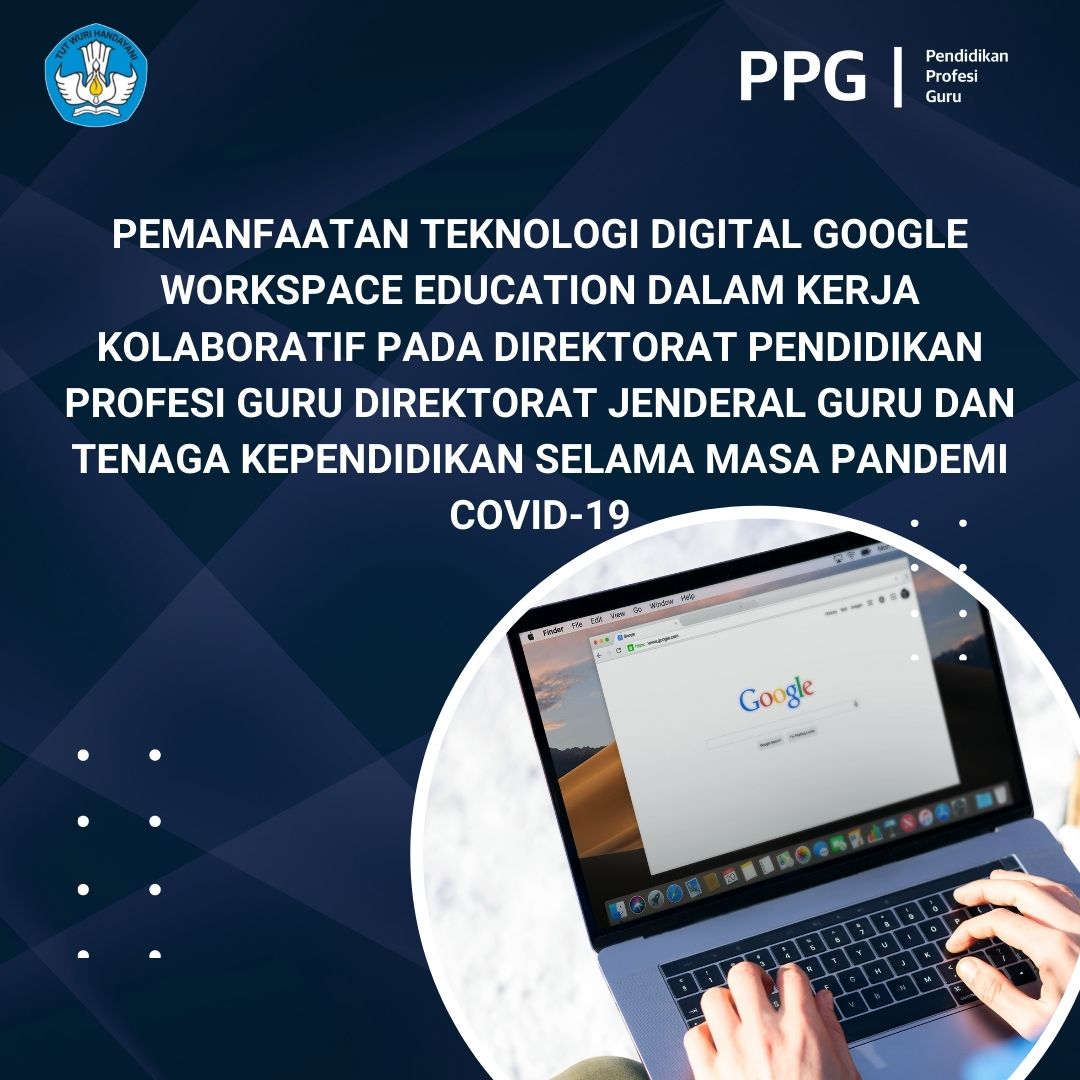 TUT WURI HANDAYANI
PPG
Pendidikan
Profesi
Guru
PEMANFAATAN TEKNOLOGI DIGITAL GOOGLE
WORKSPACE EDUCATION DALAM KERJA
KOLABORATIF PADA DIREKTORAT PENDIDIKAN
PROFESI GURU DIREKTORAT JENDERAL GURU DAN
TENAGA KEPENDIDIKAN SELAMA MASA PANDEMI
COVID-19
Finder File Edit View Go Window Help
Google
Google